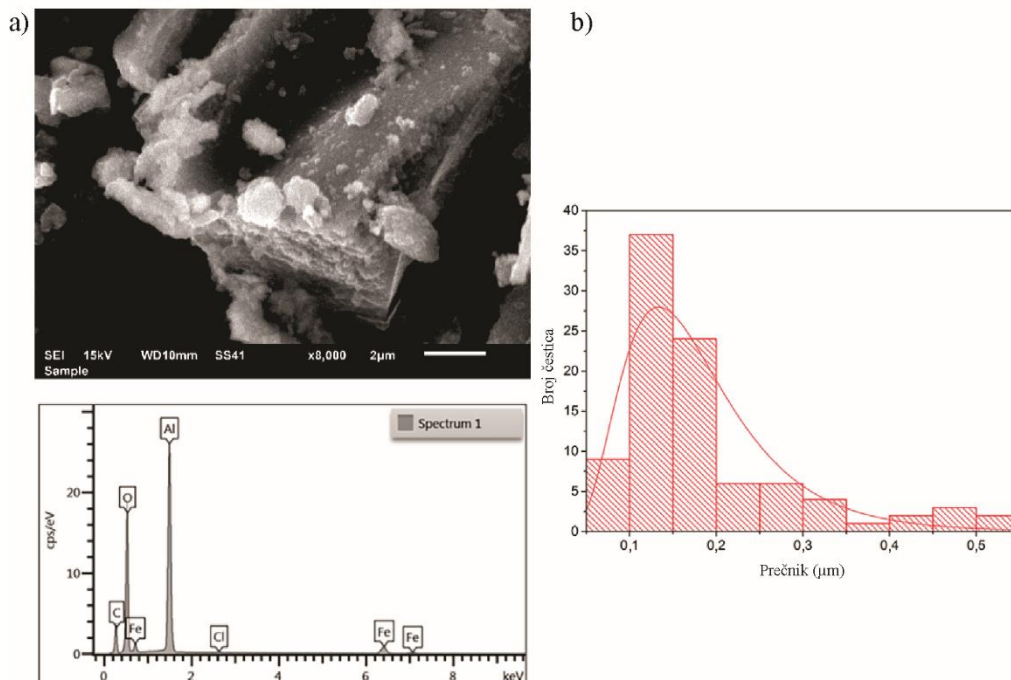 a)
b)
SEI 15kV WD10mm SS41 x8,000 2µm
Sample
Spectrum 1
Al
O
C
Fe
Cl
Fe
Fe
cps/eV
20
10
0
0 2 4 6 8 keV
Broj čestica
40
35
30
25
20
15
10
5
0
0,1 0,2 0,3 0,4 0,5
Prečnik (µm)